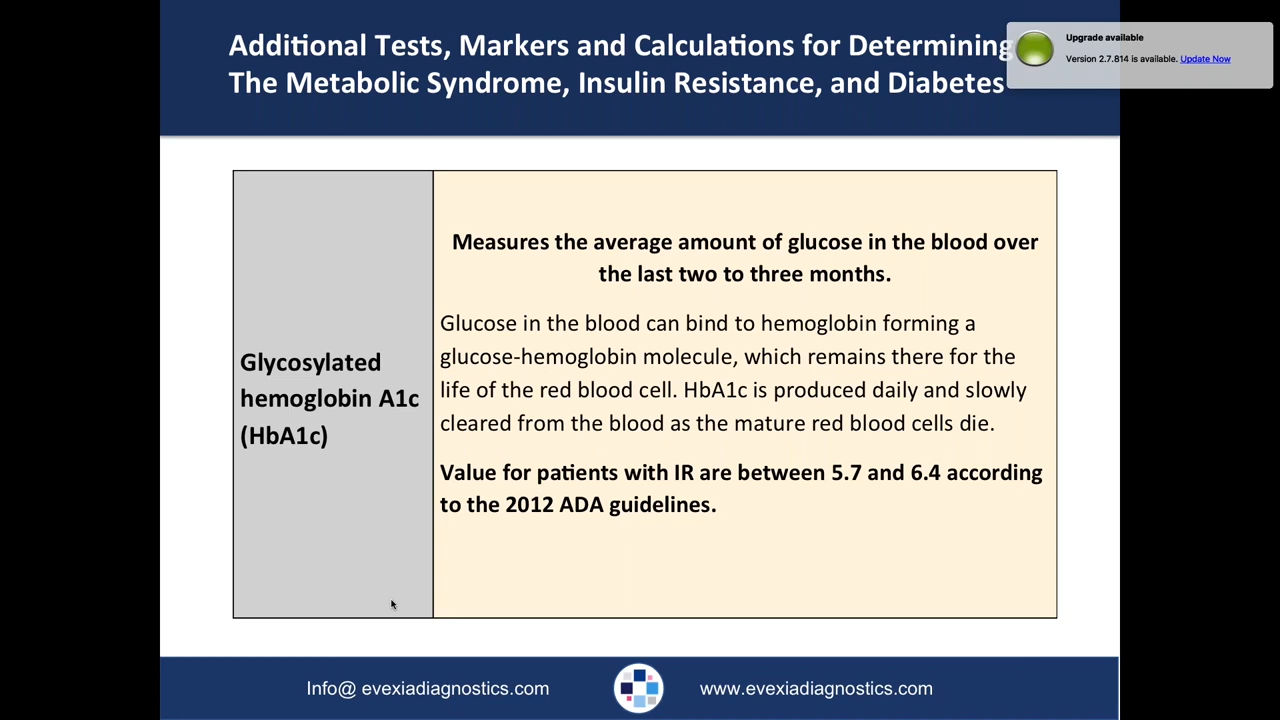 Additional Tests, Markers and Calculations for Determining
The Metabolic Syndrome, Insulin Resistance, and Diabetes
Upgrade available
Version 2.7.814 is available. Update Now
Glycosylated
hemoglobin A1c
(HbA1c)
Measures the average amount of glucose in the blood over
the last two to three months.
Glucose in the blood can bind to hemoglobin forming a
glucose-hemoglobin molecule, which remains there for the
life of the red blood cell. HbA1c is produced daily and slowly
cleared from the blood as the mature red blood cells die.
Value for patients with IR are between 5.7 and 6.4 according
to the 2012 ADA guidelines.
Info@ evexiadiagnostics.com
www.evexiadiagnostics.com